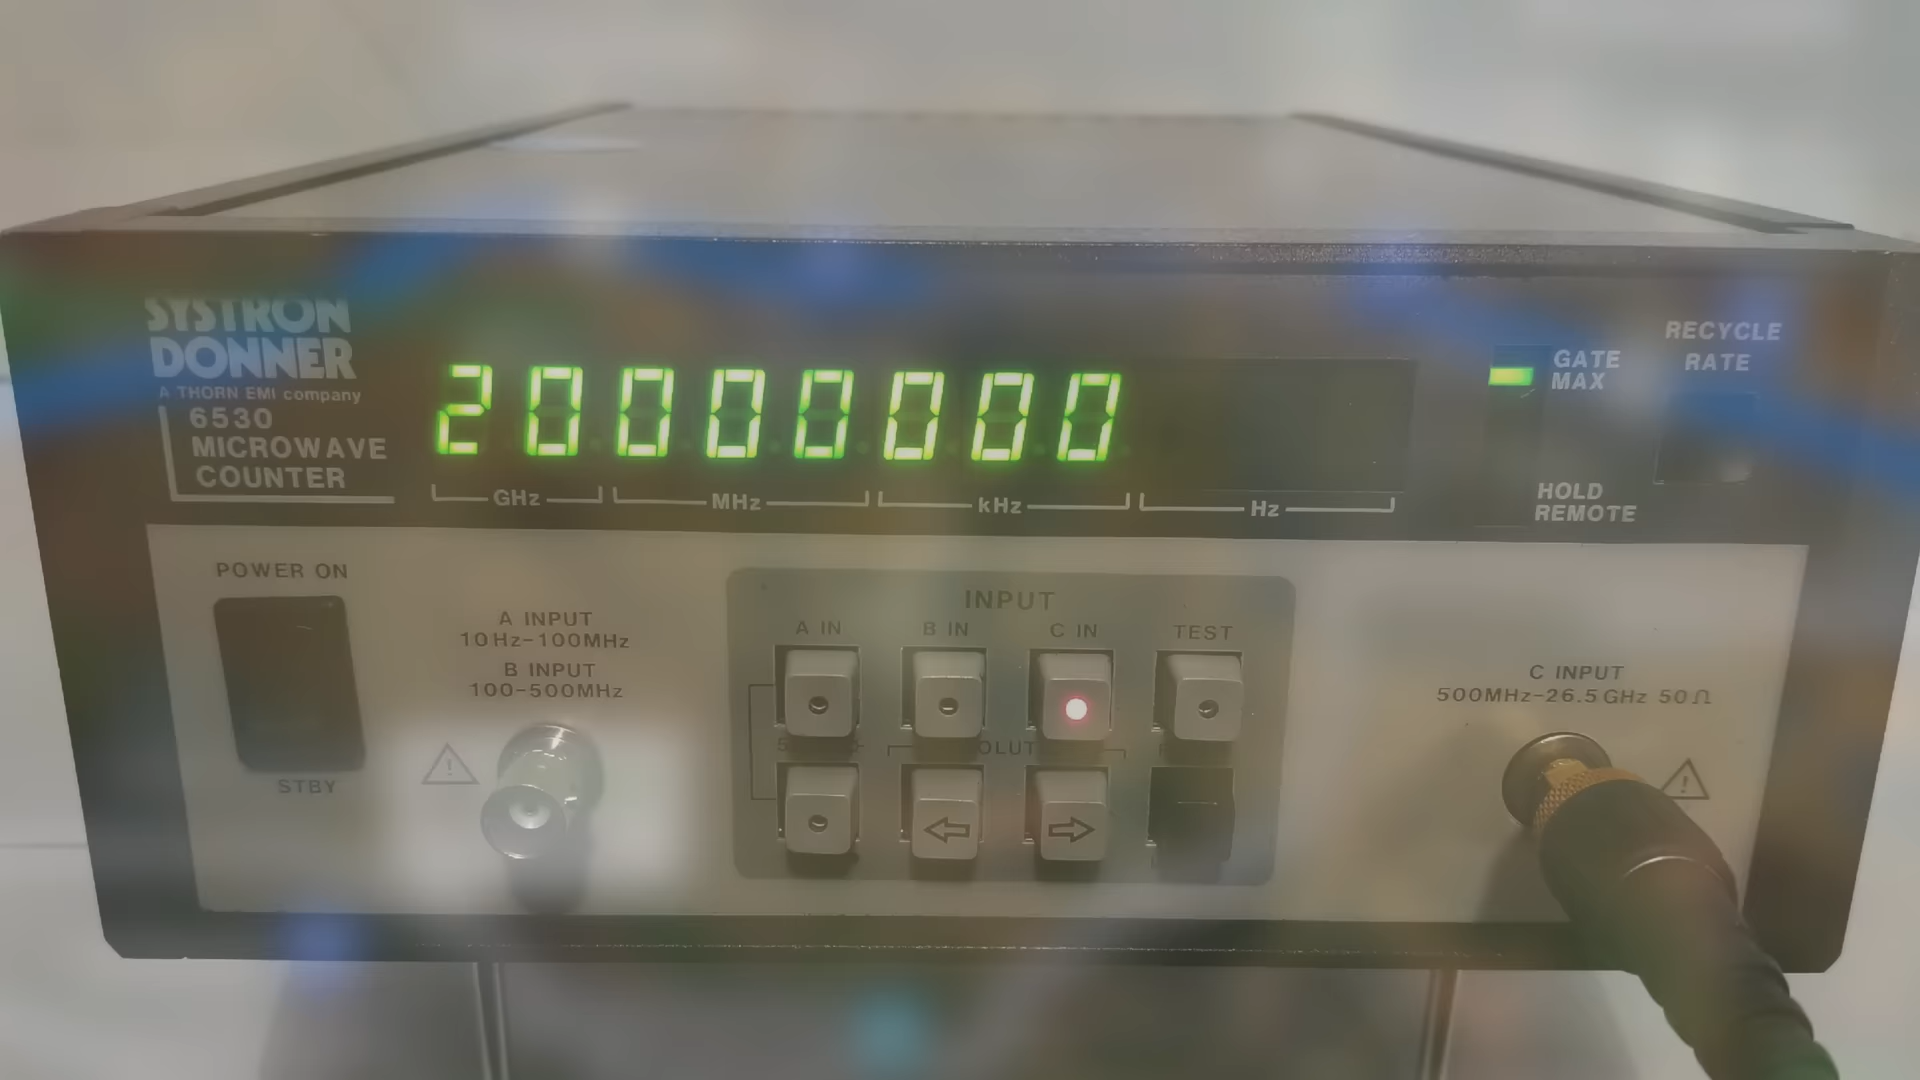 SYSTRON
DONNER
A THORN EMI company
6530
MICROWAVE
COUNTER
20000000
GHz MHz kHz Hz
GATE
MAX
HOLD
REMOTE
RECYCLE
RATE
POWER ON
STBY
A INPUT
10Hz-100MHz
B INPUT
100-500MHz
INPUT
A IN B IN C IN TEST
C INPUT
500MHz-26.5GHz 50Ω